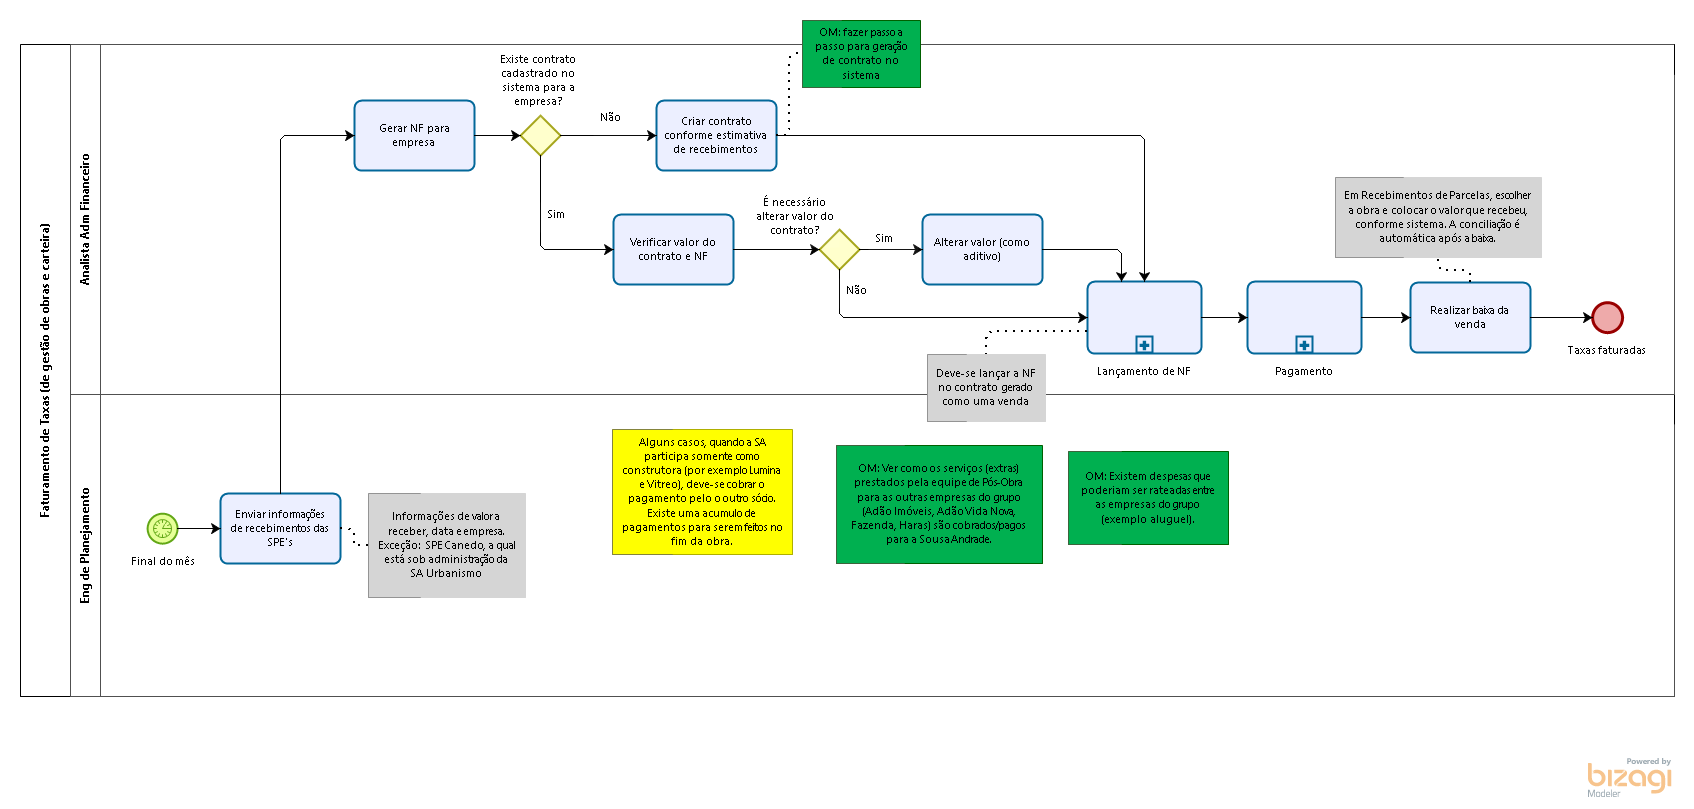 Faturamento de Taxas (de gestão de obras e carteira)
Analista Adm Financeiro
OM: fazer passo a
passo para geração
de contrato no
sistema
Existe contrato
cadastrado no
sistema para a
empresa?
Gerar NF para
empresa
Não
Criar contrato
conforme estimativa
de recebimentos
Sim
Verificar valor do
contrato e NF
É necessário
alterar valor do
contrato?
Sim
Alterar valor (como
aditivo)
Não
Em Recebimentos de Parcelas, escolher
a obra e colocar o valor que recebeu,
conforme sistema. A conciliação é
automática após a baixa.
Realizar baixa da
venda
Taxas faturadas
Lançamento de NF
Pagamento
Deve-se lançar a NF
no contrato gerado
como uma venda
Eng de Planejamento
Final do mês
Enviar informações
de recebimentos das
SPE's
Informações de valor a
receber, data e empresa.
Exceção: SPE Canedo, a qual
está sob administração da
SA Urbanismo
Alguns casos, quando a SA
participa somente como
construtora (por exemplo Lumina
e Vitreo), deve-se cobrar o
pagamento pelo o outro sócio.
Existe uma acumulo de
pagamentos para serem feitos no
fim da obra.
OM: Ver como os serviços (extras)
prestados pela equipe de Pós-Obra
para as outras empresas do grupo
(Adão Imóveis, Adão Vida Nova,
Fazenda, Haras) são cobrados/pagos
para a Sousa Andrade.
OM: Existem despesas que
poderiam ser rateadas entre
as empresas do grupo
(exemplo aluguel).
Powered by
bizagi
Modeler